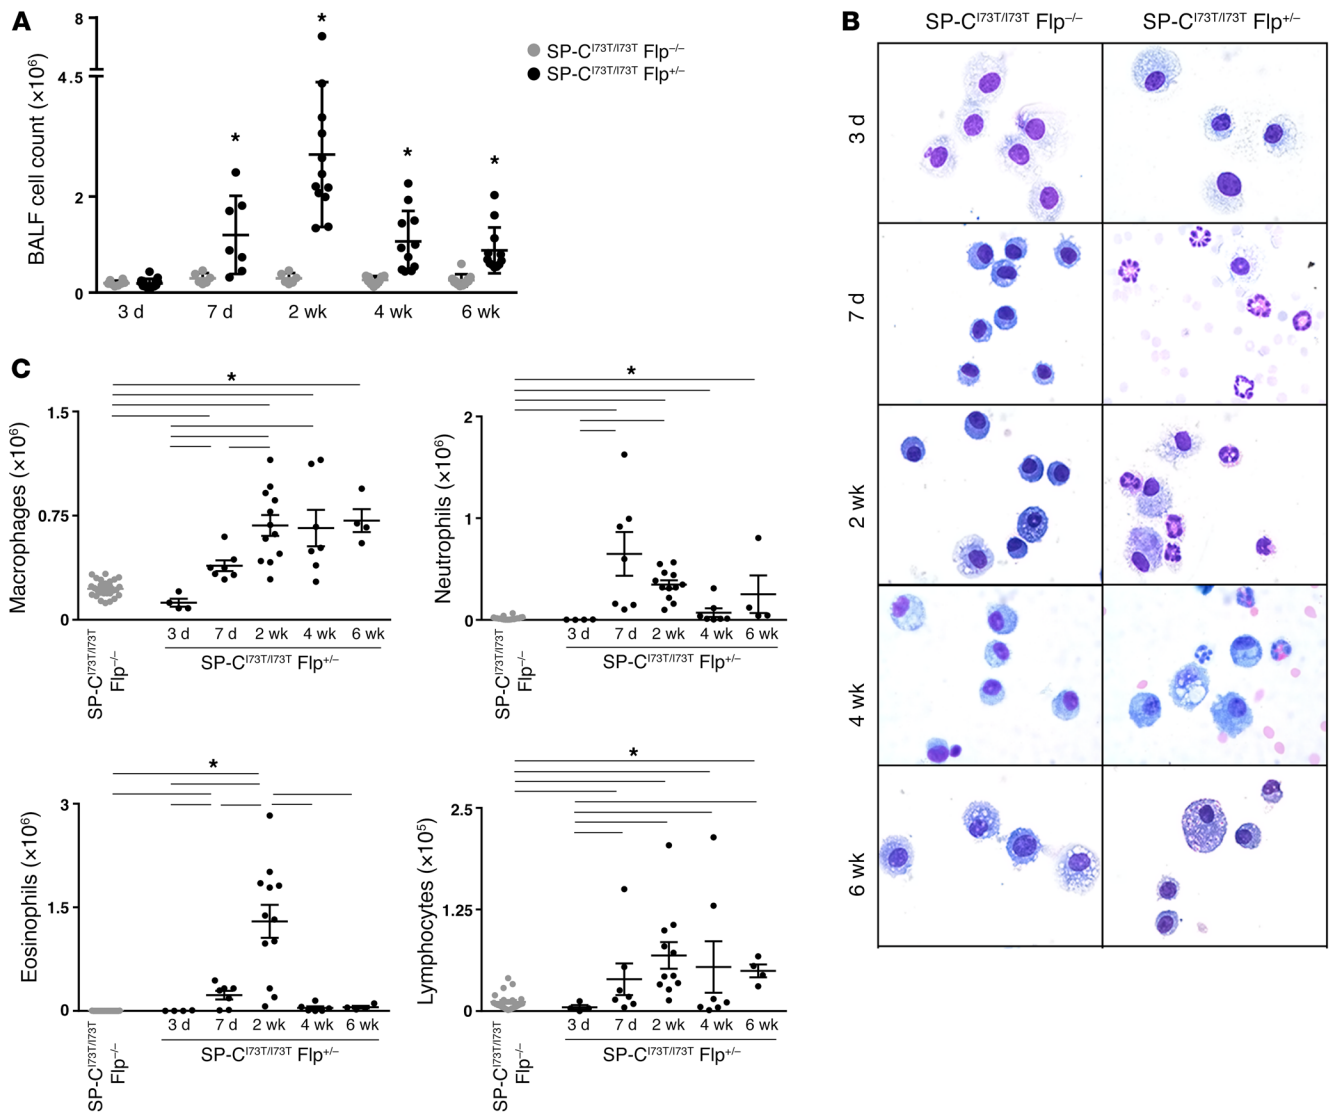 A
8
4.5
2
0
BALF cell count (×10⁶)
*
*
*
*
*
3 d
7 d
2 wk
4 wk
6 wk
SP-Cᴵ⁷³ᵀ/ᴵ⁷³ᵀ Flp⁻/⁻
SP-Cᴵ⁷³ᵀ/ᴵ⁷³ᵀ Flp⁺/⁻
B
SP-Cᴵ⁷³ᵀ/ᴵ⁷³ᵀ Flp⁻/⁻
SP-Cᴵ⁷³ᵀ/ᴵ⁷³ᵀ Flp⁺/⁻
3 d
7 d
2 wk
4 wk
6 wk
C
*
1.5
0.75
0
Macrophages (×10⁶)
SP-Cᴵ⁷³ᵀ/ᴵ⁷³ᵀ
Flp⁻/⁻
3 d 7 d 2 wk 4 wk 6 wk
SP-Cᴵ⁷³ᵀ/ᴵ⁷³ᵀ Flp⁺/⁻
*
2
1
0
Neutrophils (×10⁶)
SP-Cᴵ⁷³ᵀ/ᴵ⁷³ᵀ
Flp⁻/⁻
3 d 7 d 2 wk 4 wk 6 wk
SP-Cᴵ⁷³ᵀ/ᴵ⁷³ᵀ Flp⁺/⁻
*
3
1.5
0
Eosinophils (×10⁶)
SP-Cᴵ⁷³ᵀ/ᴵ⁷³ᵀ
Flp⁻/⁻
3 d 7 d 2 wk 4 wk 6 wk
SP-Cᴵ⁷³ᵀ/ᴵ⁷³ᵀ Flp⁺/⁻
*
2.5
1.25
0
Lymphocytes (×10⁵)
SP-Cᴵ⁷³ᵀ/ᴵ⁷³ᵀ
Flp⁻/⁻
3 d 7 d 2 wk 4 wk 6 wk
SP-Cᴵ⁷³ᵀ/ᴵ⁷³ᵀ Flp⁺/⁻